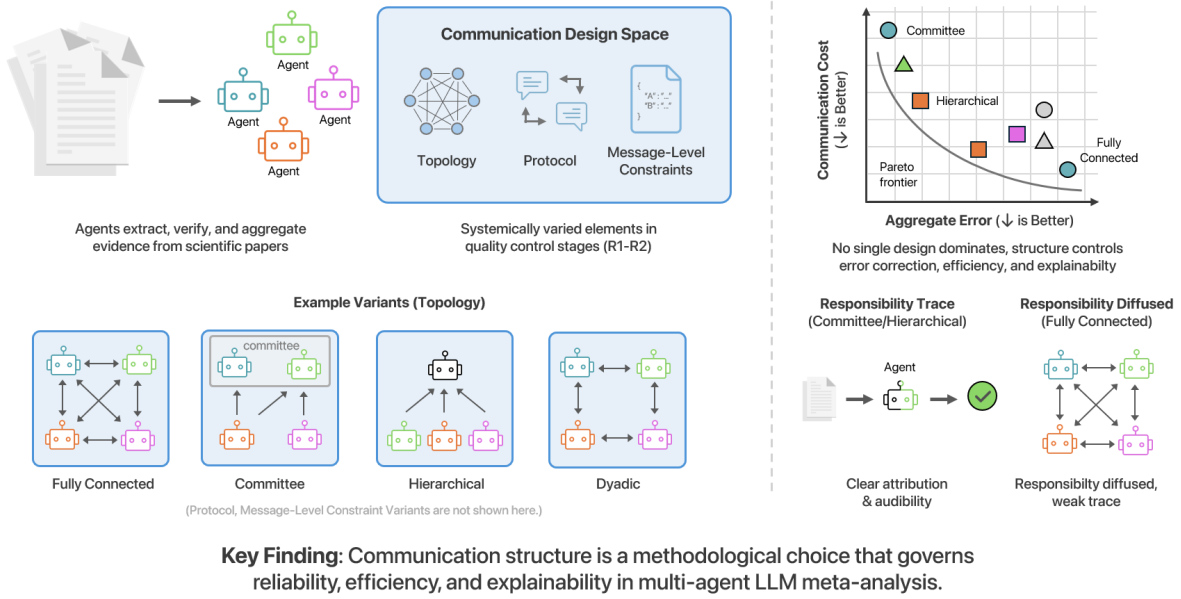 Agent
Agent
Agent
Agent
Agents extract, verify, and aggregate
evidence from scientific papers
Communication Design Space
Topology
Protocol
{
"A":"..."
"B":"..."
}
Message-Level
Constraints
Systemically varied elements in
quality control stages (R1-R2)
Example Variants (Topology)
Fully Connected
committee
Committee
Hierarchical
Dyadic
(Protocol, Message-Level Constraint Variants are not shown here.)
Communication Cost
(↓ is Better)
Committee
Hierarchical
Fully
Connected
Pareto
frontier
Aggregate Error (↓ is Better)
No single design dominates, structure controls
error correction, efficiency, and explainabilty
Responsibility Trace
(Committee/Hierarchical)
Agent
Clear attribution
& audibility
Responsibility Diffused
(Fully Connected)
Responsibilty diffused,
weak trace
Key Finding: Communication structure is a methodological choice that governs
reliability, efficiency, and explainability in multi-agent LLM meta-analysis.